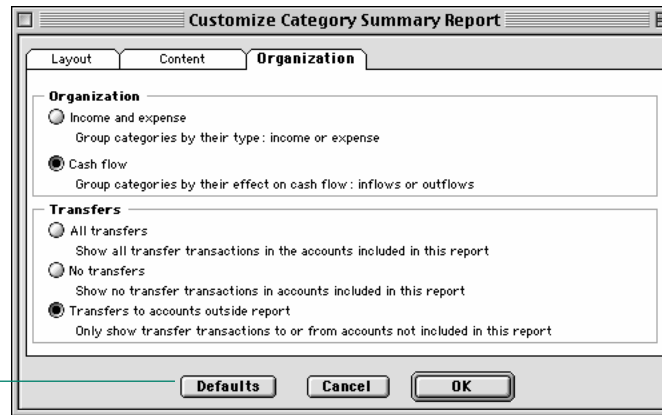 Customize Category Summary Report
Layout Content Organization
Organization
Income and expense
Group categories by their type: income or expense
Cash flow
Group categories by their effect on cash flow: inflows or outflows
Transfers
All transfers
Show all transfer transactions in the accounts included in this report
No transfers
Show no transfer transactions in accounts included in this report
Transfers to accounts outside report
Only show transfer transactions to or from accounts not included in this report
Defaults Cancel OK